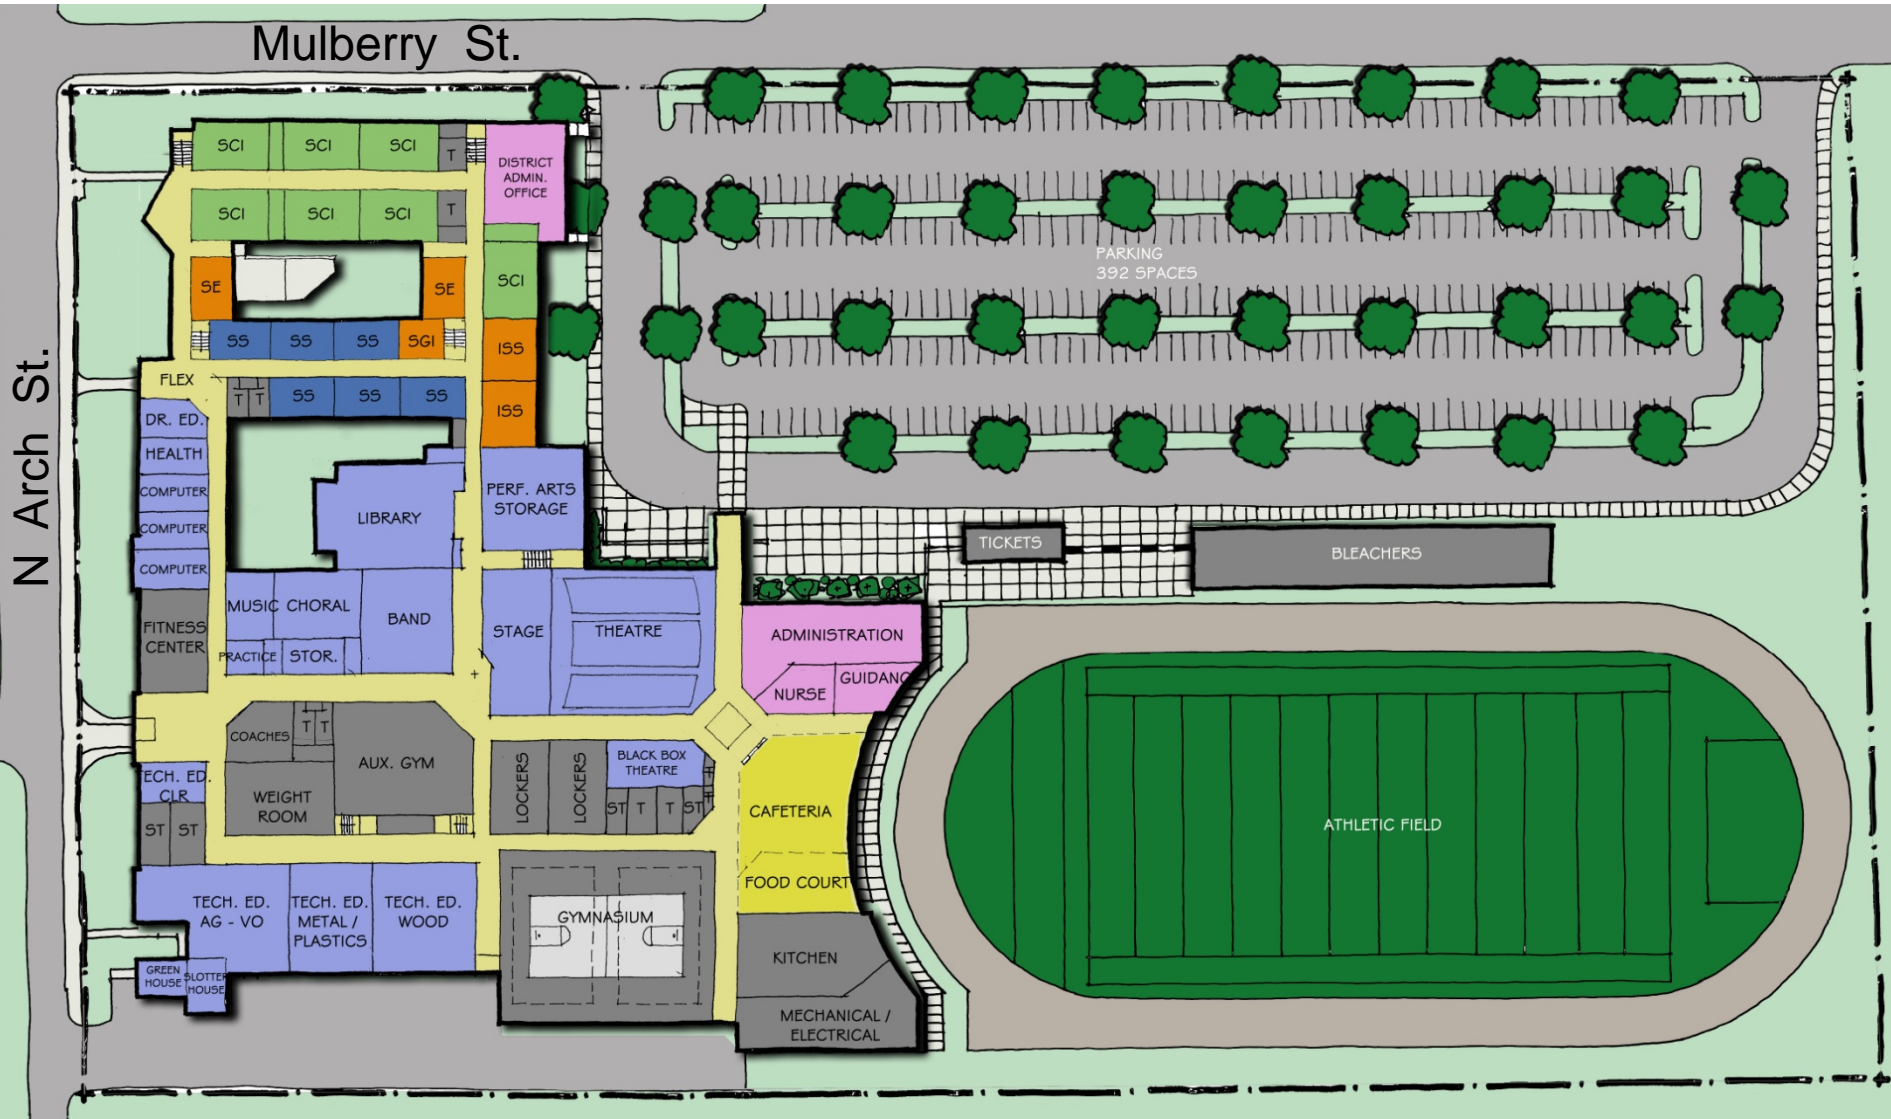 Mulberry St.
N Arch St.
SCI
SCI
SCI
T
DISTRICT
ADMIN.
OFFICE
SCI
SCI
SCI
T
SE
SE
SCI
SS
SS
SS
SGI
ISS
FLEX
T T
SS
SS
SS
ISS
DR. ED.
HEALTH
COMPUTER
COMPUTER
COMPUTER
LIBRARY
PERF. ARTS
STORAGE
PARKING
392 SPACES
TICKETS
BLEACHERS
FITNESS
CENTER
MUSIC
CHORAL
BAND
PRACTICE
STOR.
STAGE
THEATRE
ADMINISTRATION
NURSE
GUIDANC
COACHES
T T
AUX. GYM
WEIGHT
ROOM
LOCKERS
LOCKERS
BLACK BOX
THEATRE
ST T T ST
ECH. ED.
CLR
ST ST
CAFETERIA
FOOD COURT
ATHLETIC FIELD
TECH. ED.
AG - VO
TECH. ED.
METAL /
PLASTICS
TECH. ED.
WOOD
GYMNASIUM
KITCHEN
GREEN
HOUSE
SLOTTER
HOUSE
MECHANICAL /
ELECTRICAL